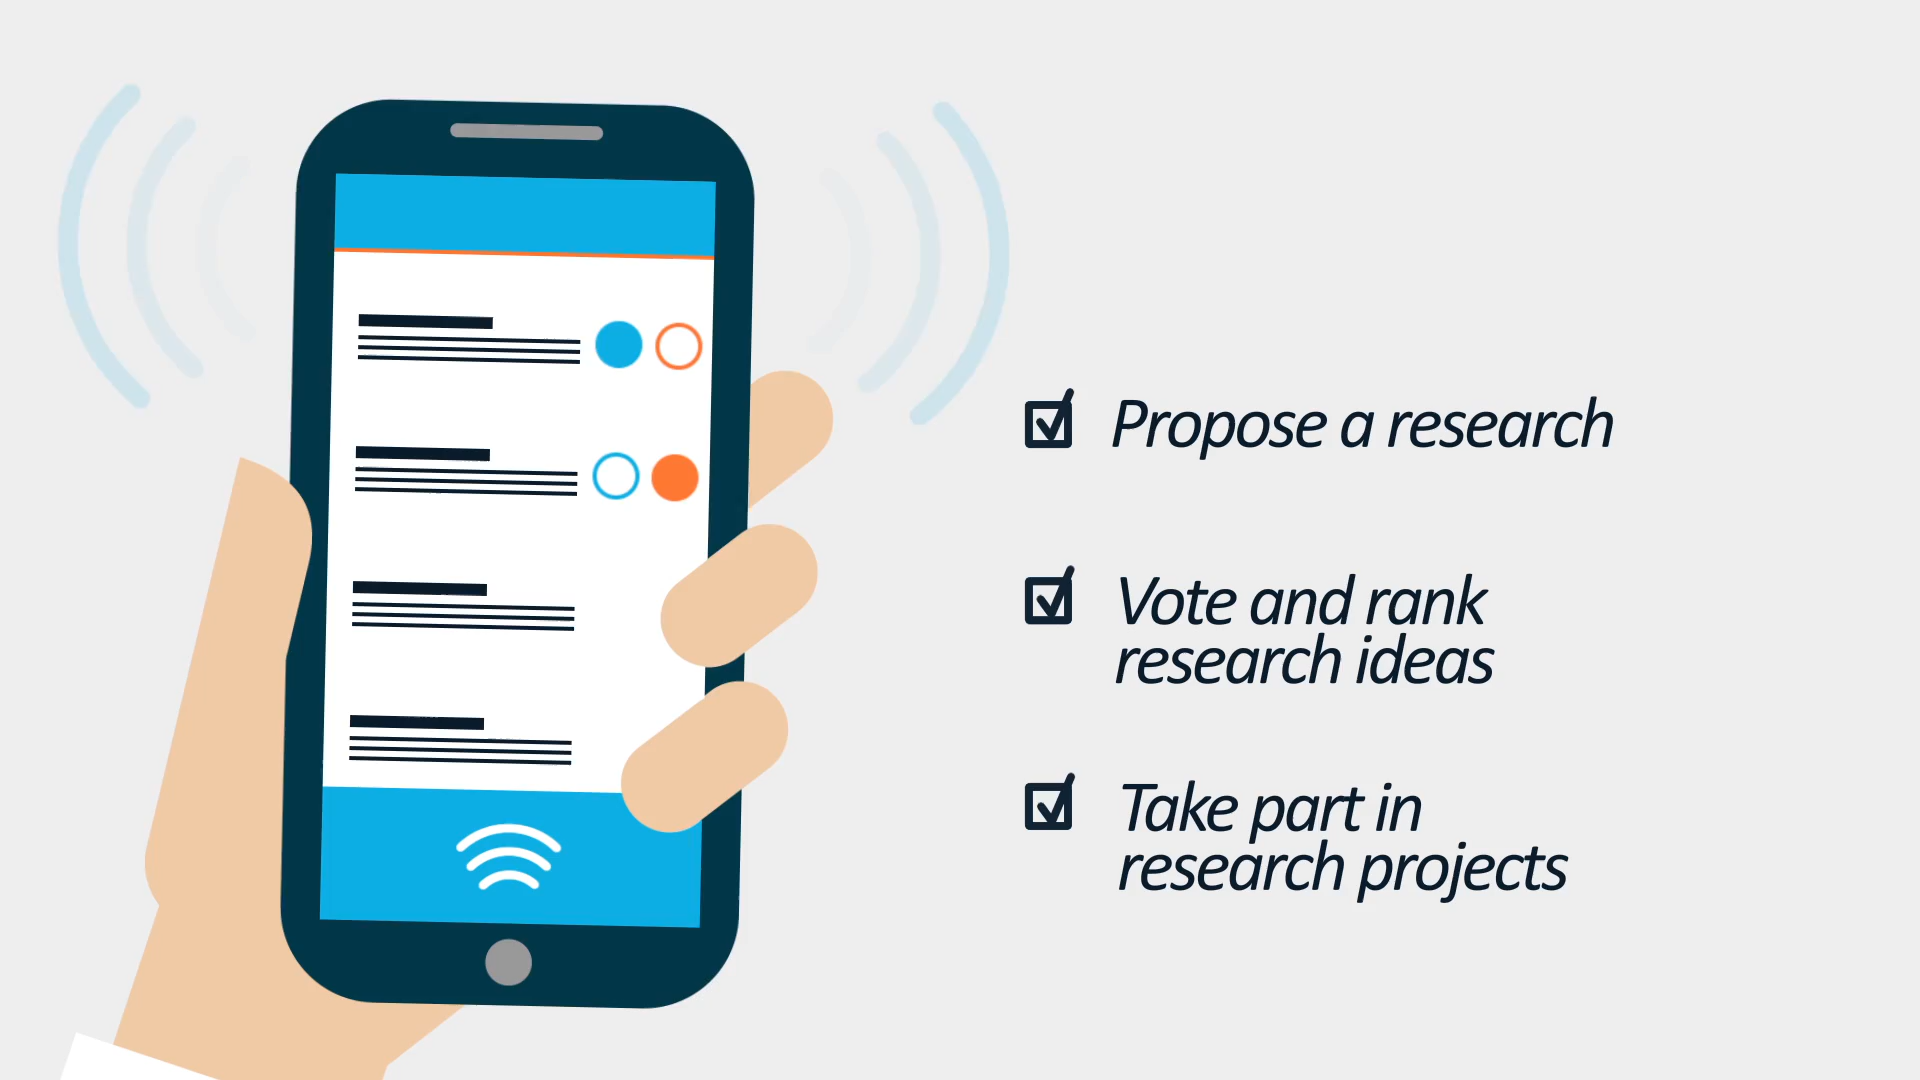 Propose a research
Vote and rank
research ideas
Take part in
research projects